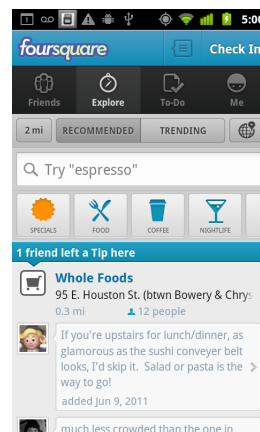 5:00
foursquare
Check In
Friends
Explore
To-Do
Me
2 mi
RECOMMENDED
TRENDING
Try "espresso"
SPECIALS
FOOD
COFFEE
NIGHTLIFE
1 friend left a Tip here
Whole Foods
95 E. Houston St. (btwn Bowery & Chrys
0.3 mi
12 people
If you're upstairs for lunch/dinner, as
glamorous as the sushi conveyer belt
looks, I'd skip it. Salad or pasta is the
way to go!
added Jun 9, 2011
much less crowded than the one in